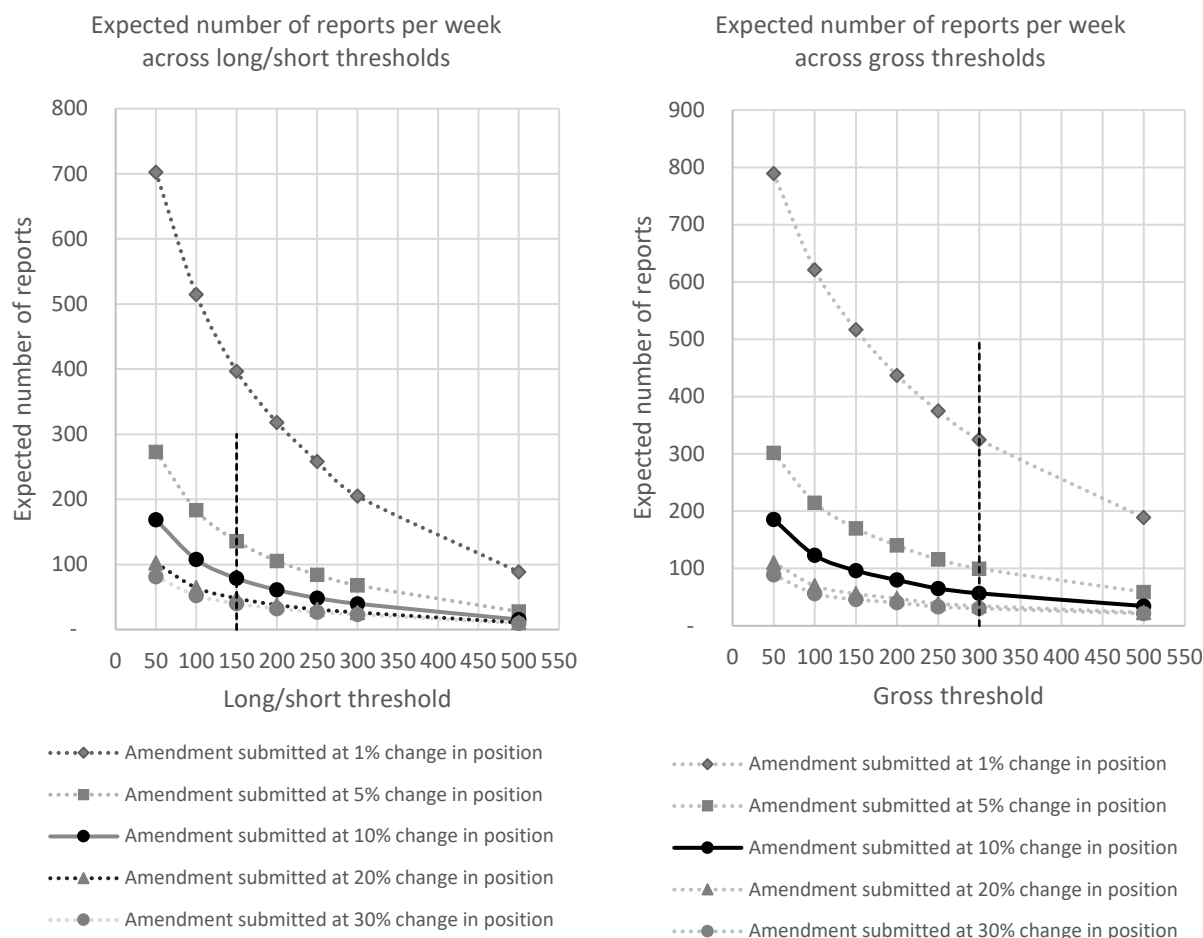 Expected number of reports per week
across long/short thresholds
800
700
600
500
400
300
200
100
-
Expected number of reports
0 50 100 150 200 250 300 350 400 450 500 550
Long/short threshold
Amendment submitted at 1% change in position
Amendment submitted at 5% change in position
Amendment submitted at 10% change in position
Amendment submitted at 20% change in position
Amendment submitted at 30% change in position
Expected number of reports per week
across gross thresholds
900
800
700
600
500
400
300
200
100
-
Expected number of reports
0 50 100 150 200 250 300 350 400 450 500 550
Gross threshold
Amendment submitted at 1% change in position
Amendment submitted at 5% change in position
Amendment submitted at 10% change in position
Amendment submitted at 20% change in position
Amendment submitted at 30% change in position